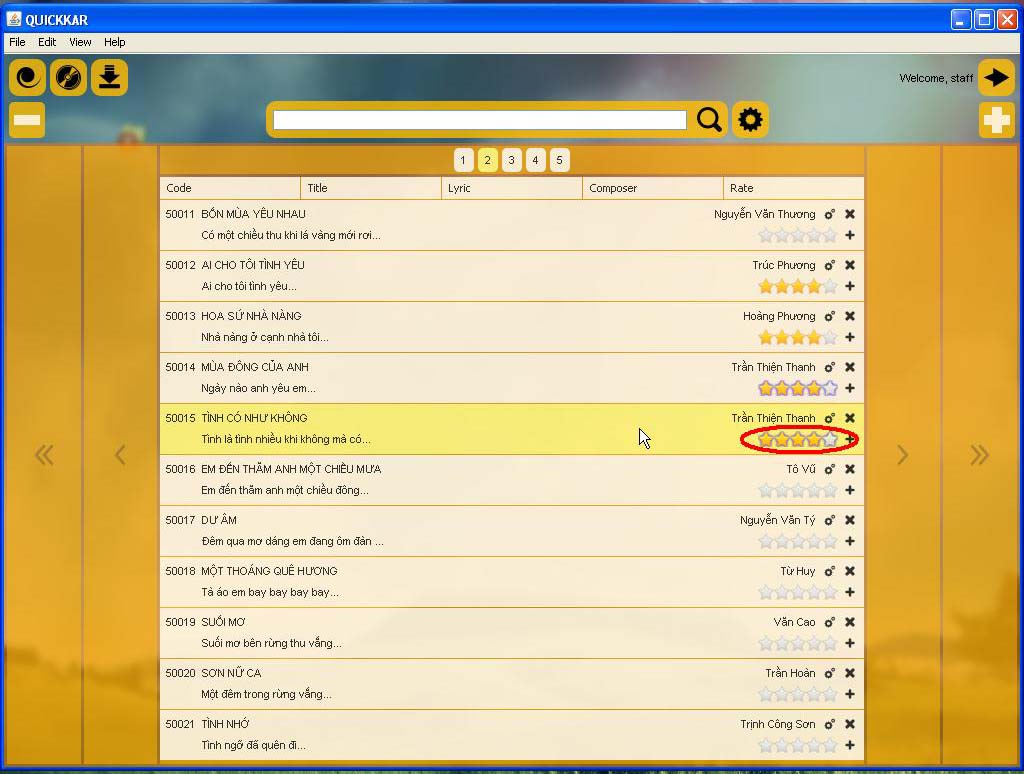 QUICKKAR
File Edit View Help
Welcome, staff
1 2 3 4 5
Code Title Lyric Composer Rate
50011 BỐN MÙA YÊU NHAU Nguyễn Văn Thương
Có một chiều thu khi lá vàng mới rơi...
50012 AI CHO TÔI TÌNH YÊU Trúc Phương
Ai cho tôi tình yêu...
50013 HOA SỨ NHÀ NÀNG Hoàng Phương
Nhà nàng ở cạnh nhà tôi...
50014 MÙA ĐÔNG CỦA ANH Trần Thiện Thanh
Ngày nào anh yêu em...
50015 TÌNH CÓ NHƯ KHÔNG Trần Thiện Thanh
Tình là tình nhiều khi không mà có...
50016 EM ĐẾN THĂM ANH MỘT CHIỀU MƯA Tô Vũ
Em đến thăm anh một chiều đông...
50017 DƯ ÂM Nguyễn Văn Tý
Đêm qua mơ dáng em đang ôm đàn ...
50018 MỘT THOÁNG QUÊ HƯƠNG Từ Huy
Tà áo em bay bay bay bay...
50019 SUỐI MƠ Văn Cao
Suối mơ bên rừng thu vắng...
50020 SƠN NỮ CA Trần Hoàn
Một đêm trong rừng vắng...
50021 TÌNH NHỚ Trịnh Công Sơn
Tình ngỡ đã quên đi...